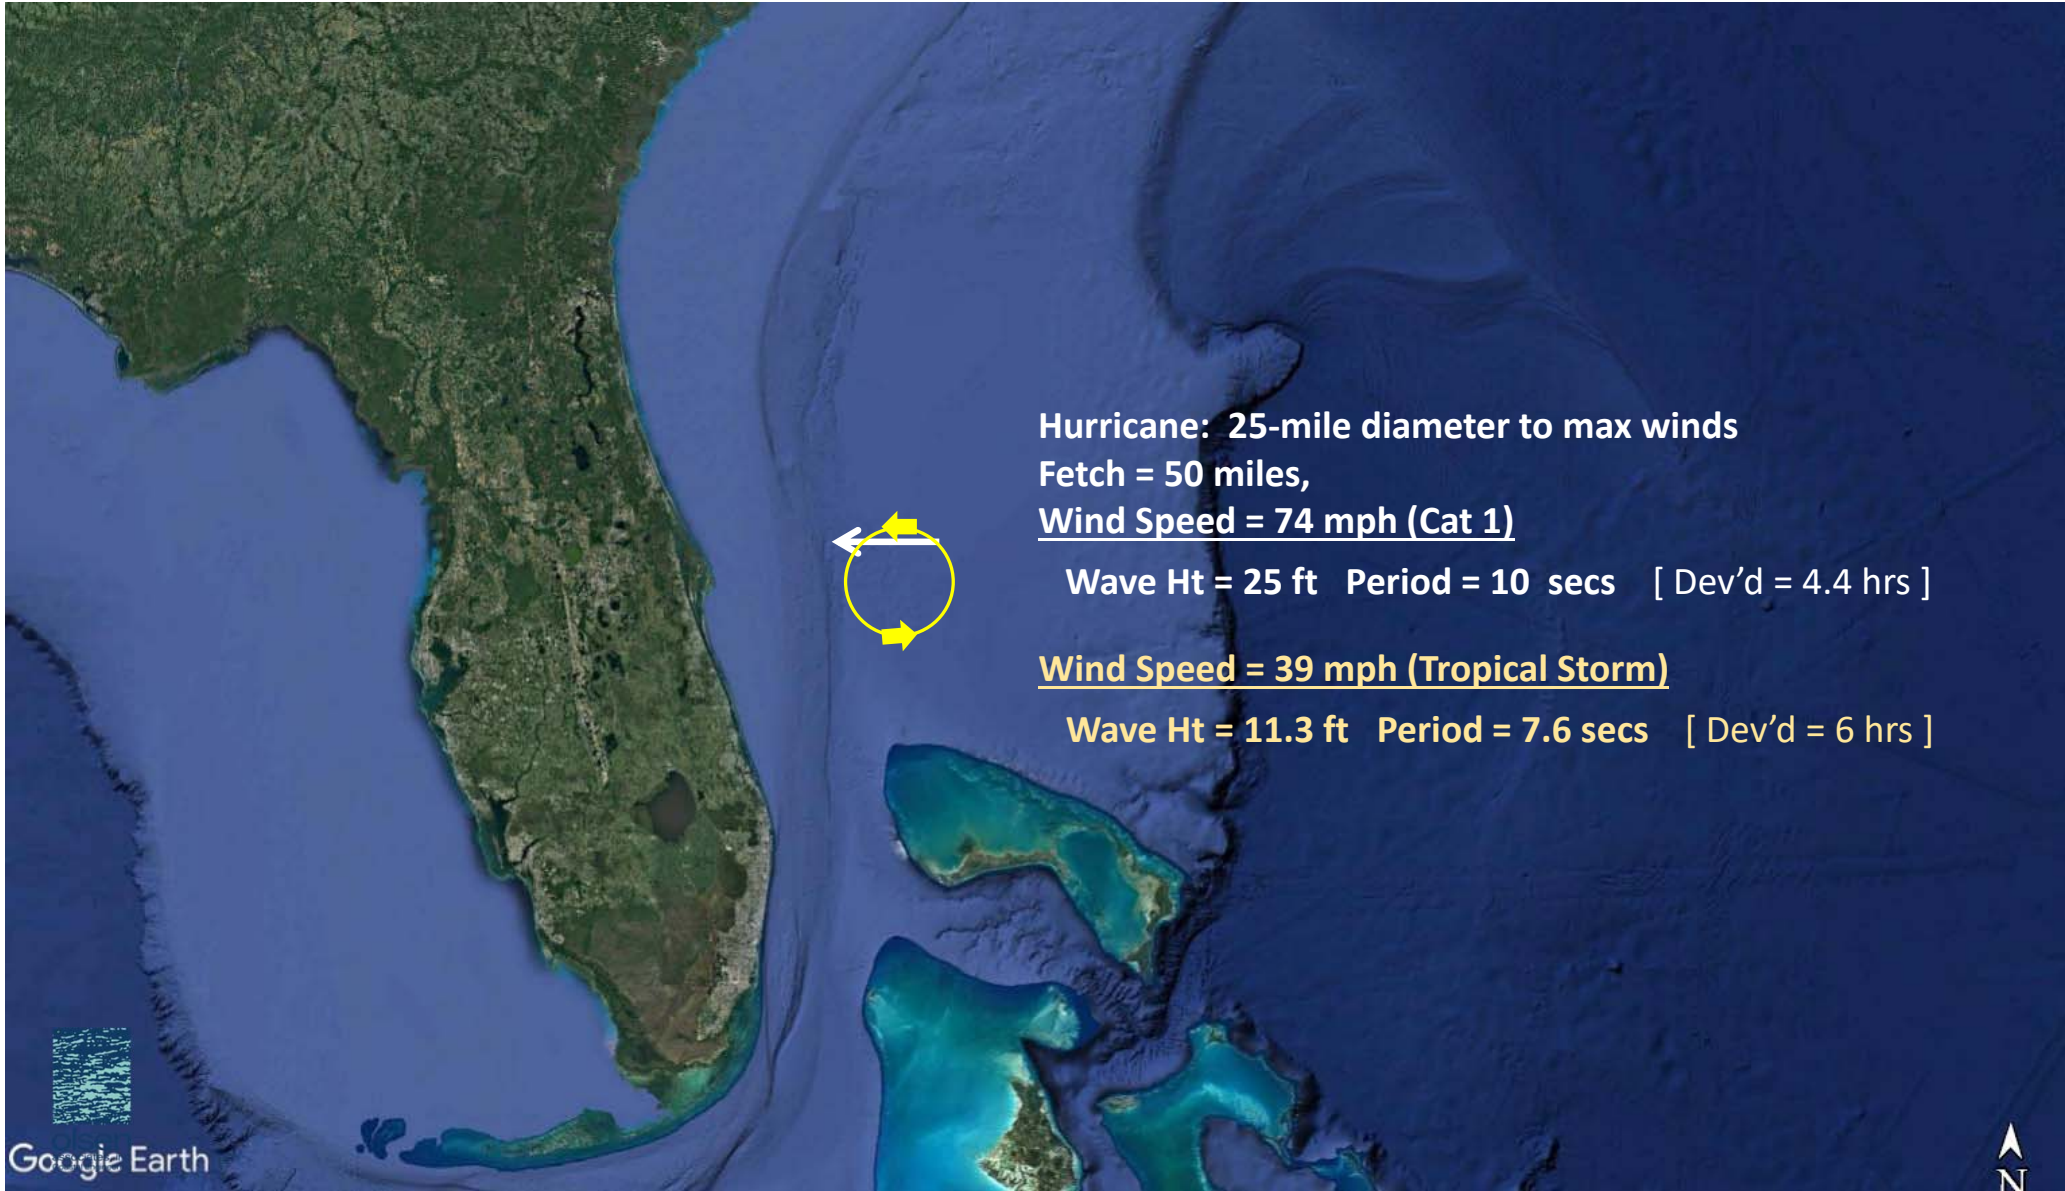 Hurricane: 25-mile diameter to max winds
Fetch = 50 miles,
Wind Speed = 74 mph (Cat 1)
Wave Ht = 25 ft Period = 10 secs [ Dev’d = 4.4 hrs ]
Wind Speed = 39 mph (Tropical Storm)
Wave Ht = 11.3 ft Period = 7.6 secs [ Dev’d = 6 hrs ]
olsen
Google Earth
N